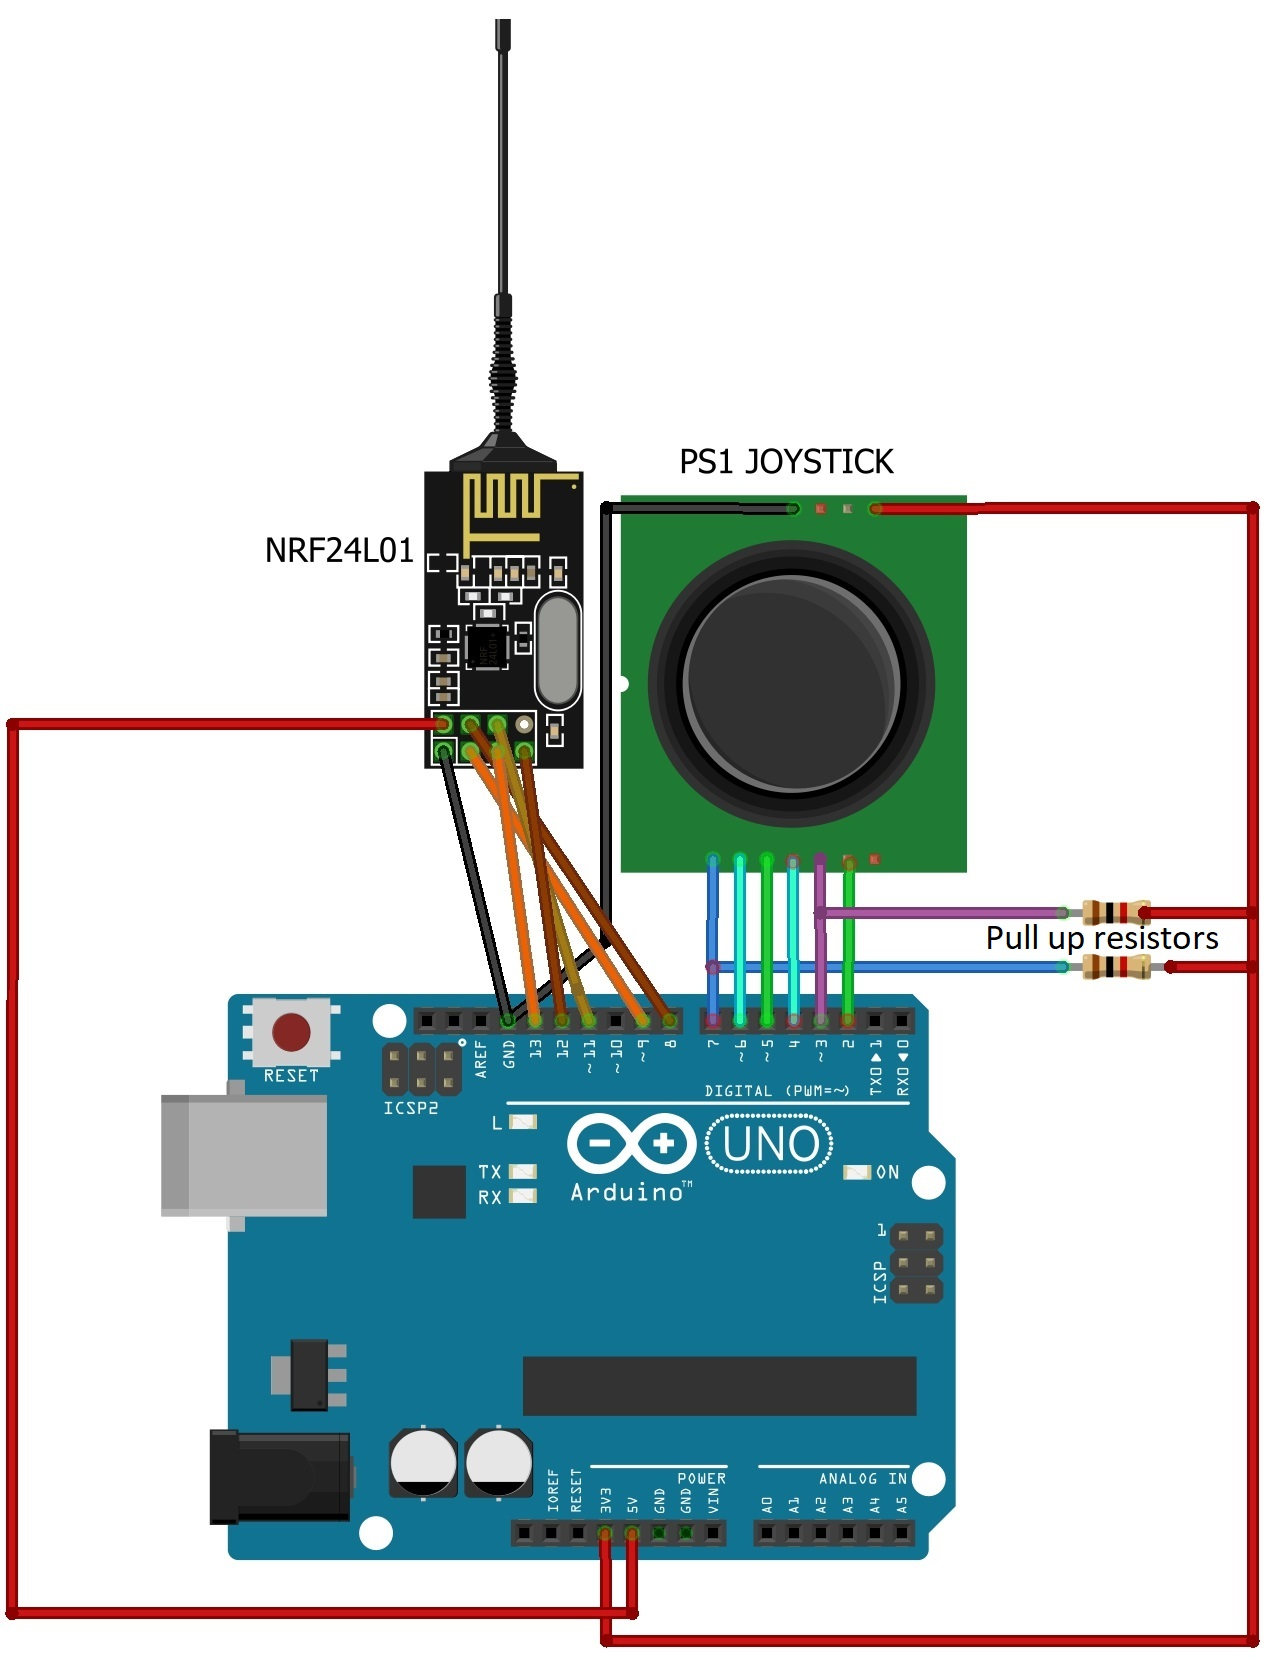 PS1 JOYSTICK
NRF24L01
NRF
24L01+
Pull up resistors
RESET
ICSP2
AREF
GND
13
12
~11
~10
~9
8
7
~6
~5
4
~3
2
TX0▶1
RX0◀0
DIGITAL (PWM=~)
L
TX
RX
UNO
Arduino™
ON
1
ICSP
POWER
ANALOG IN
IOREF
RESET
3V3
5V
GND
GND
VIN
A0
A1
A2
A3
A4
A5